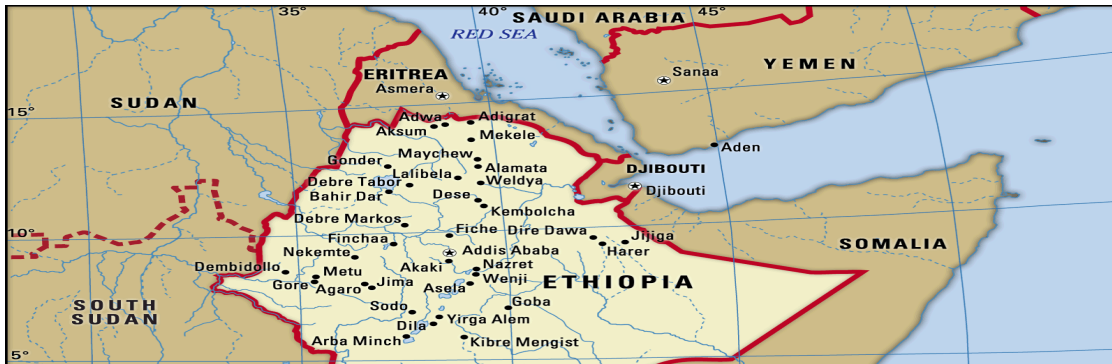 35°
40°
45°
SAUDI ARABIA
RED SEA
YEMEN
Sanaa
ERITREA
Asmera
SUDAN
15°
15°
Adwa
Adigrat
Aksum
Mekele
Aden
Maychew
Gonder
Alamata
Lalibela
DJIBOUTI
Weldya
Debre Tabor
Djibouti
Bahir Dar
Dese
Kembolcha
Debre Markos
Fiche
Dire Dawa
Jijiga
10°
10°
Finchaa
SOMALIA
Harer
Nekemte
Addis Ababa
Dembidollo
Akaki
Nazret
Metu
Wenji
ETHIOPIA
Gore
Jima
Agaro
Asela
SOUTH
SUDAN
Sodo
Goba
Dila
Yirga Alem
Arba Minch
Kibre Mengist
5°
5°